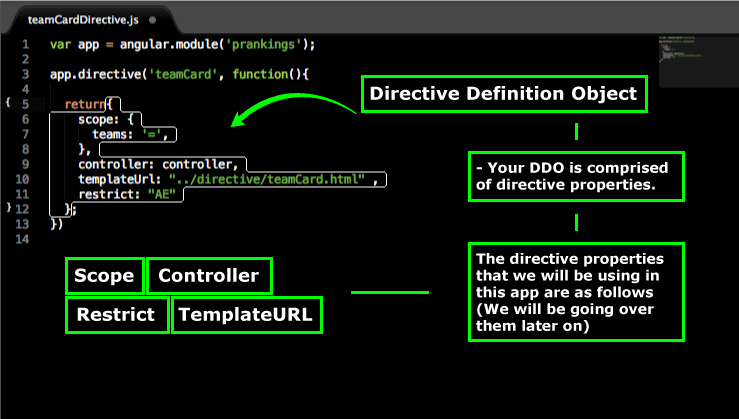 teamCardDirective.js
1 var app = angular.module('prankings');
2
3 app.directive('teamCard', function(){
4
{ 5 return{
6 scope: {
7 teams: '=',
8 },
9 controller: controller,
10 templateUrl: "../directive/teamCard.html" ,
11 restrict: "AE"
} 12 };
13 })
14
Directive Definition Object
- Your DDO is comprised
of directive properties.
The directive properties
that we will be using in
this app are as follows
(We will be going over
them later on)
Scope Controller
Restrict TemplateURL